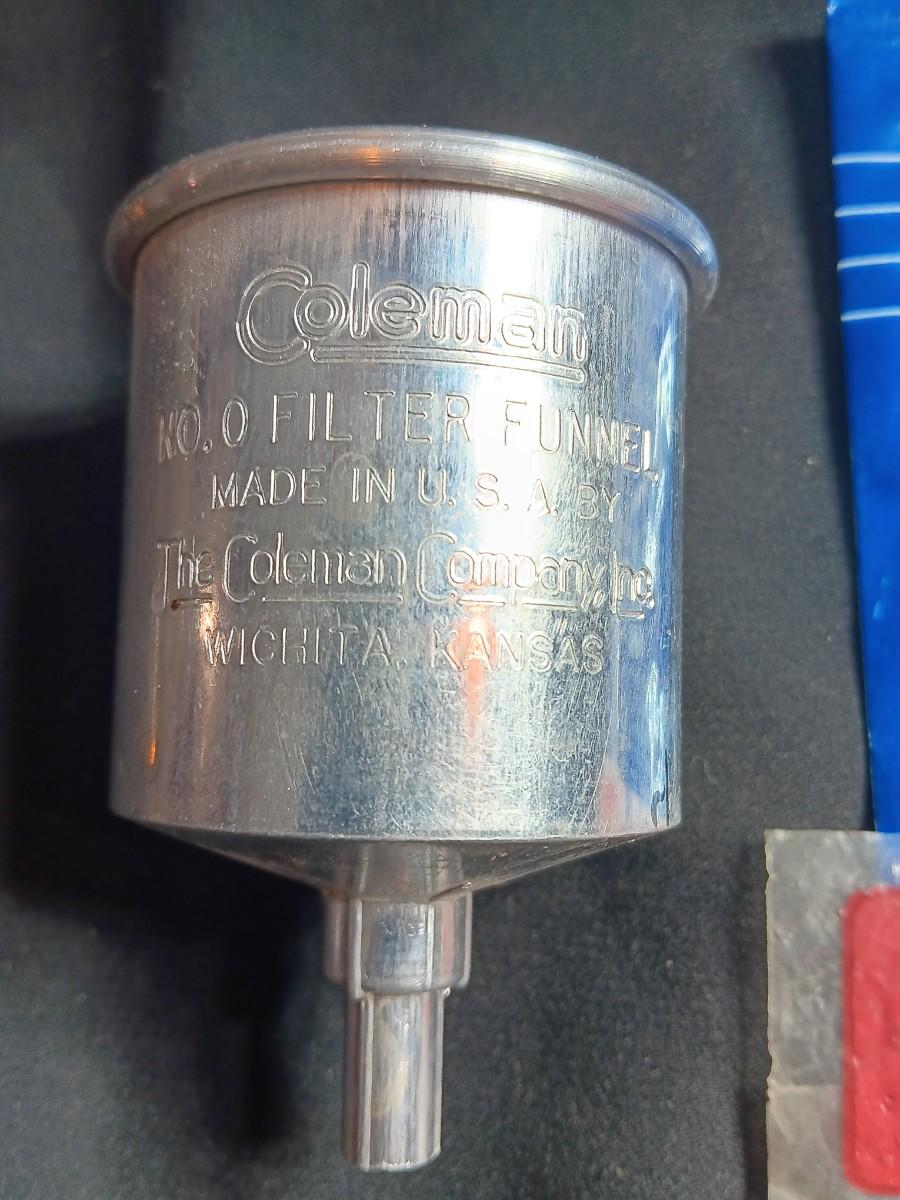 Coleman
NO. 0 FILTER FUNNEL
MADE IN U.S.A. BY
The Coleman Company, Inc.
WICHITA, KANSAS